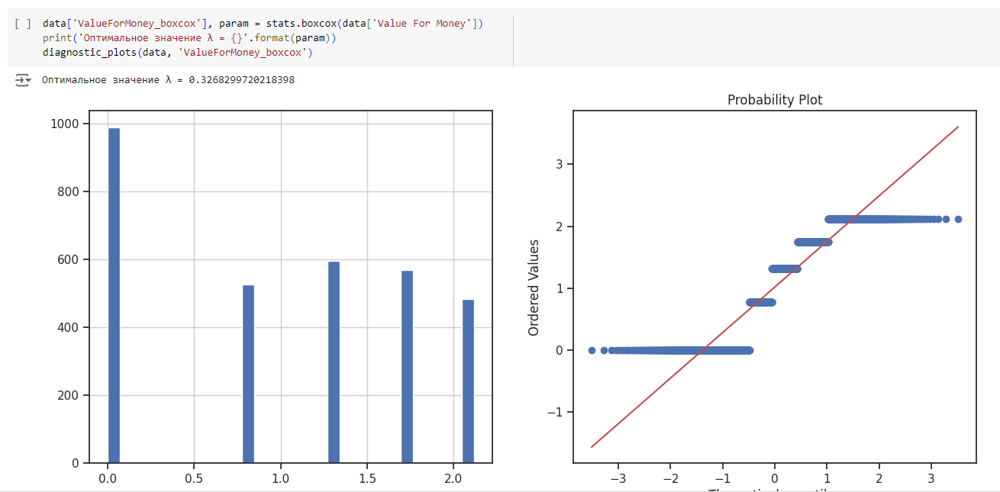 [ ] data['ValueForMoney_boxcox'], param = stats.boxcox(data['Value For Money'])
print('Оптимальное значение λ = {}'.format(param))
diagnostic_plots(data, 'ValueForMoney_boxcox')
Оптимальное значение λ = 0.3268299720218398
1000
800
600
400
200
0
0.0 0.5 1.0 1.5 2.0
Probability Plot
Ordered Values
3
2
1
0
−1
−3 −2 −1 0 1 2 3